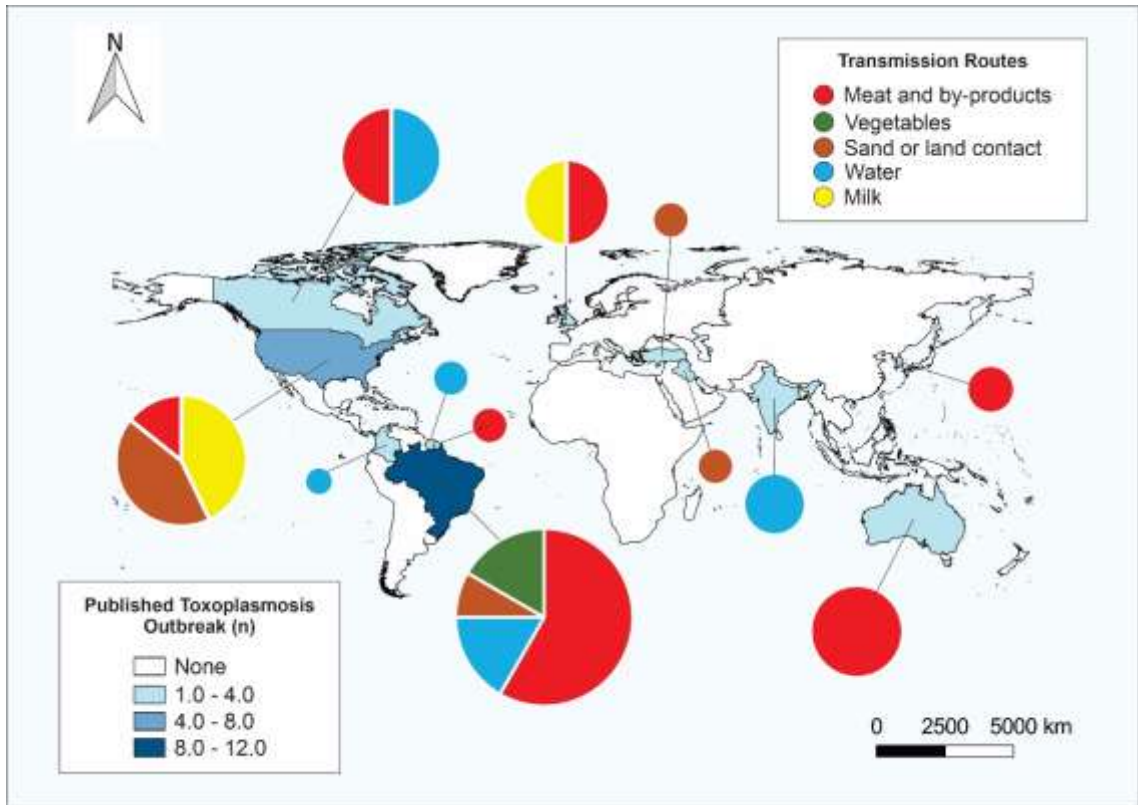 N
Transmission Routes
Meat and by-products
Vegetables
Sand or land contact
Water
Milk
Published Toxoplasmosis
Outbreak (n)
None
1.0 - 4.0
4.0 - 8.0
8.0 - 12.0
0 2500 5000 km